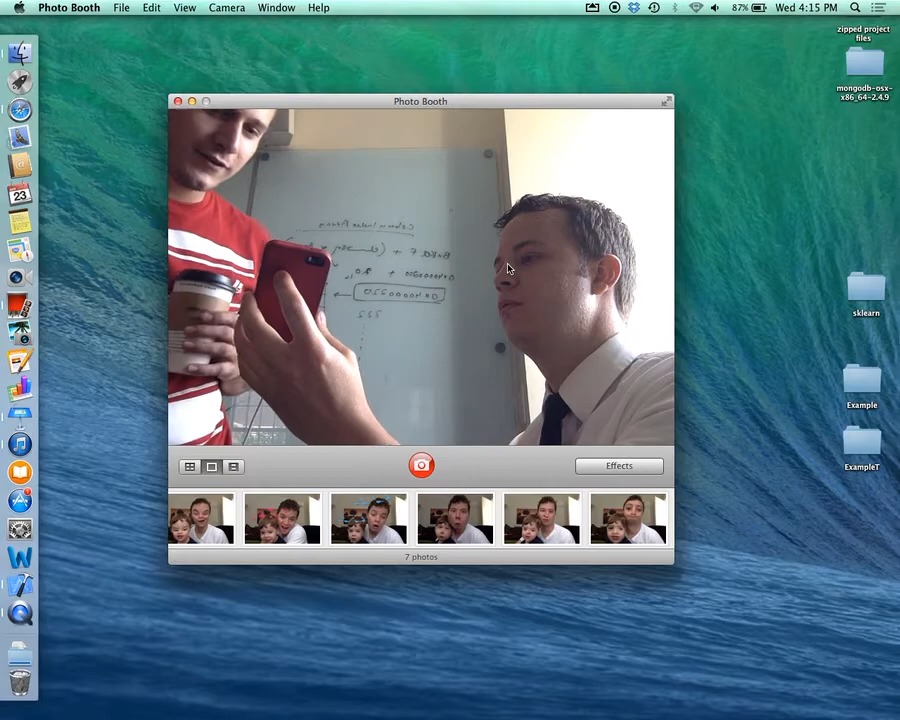 Photo Booth File Edit View Camera Window Help 87% Wed 4:15 PM
zipped project
files
mongodb-osx-
x86_64-2.4.9
Photo Booth
23
sklearn
Example
ExampleT
Effects
7 photos